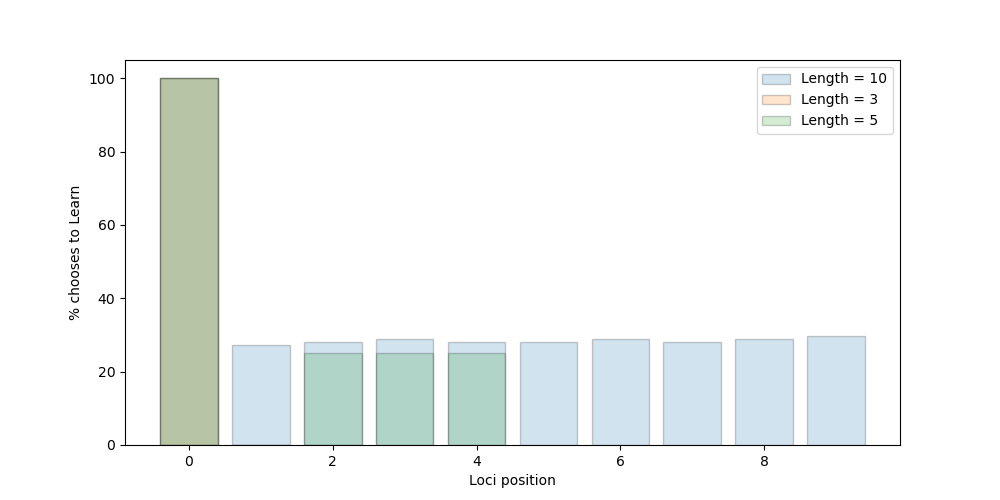 Length = 10
Length = 3
Length = 5
100
80
60
40
20
0
% chooses to Learn
0 2 4 6 8
Loci position